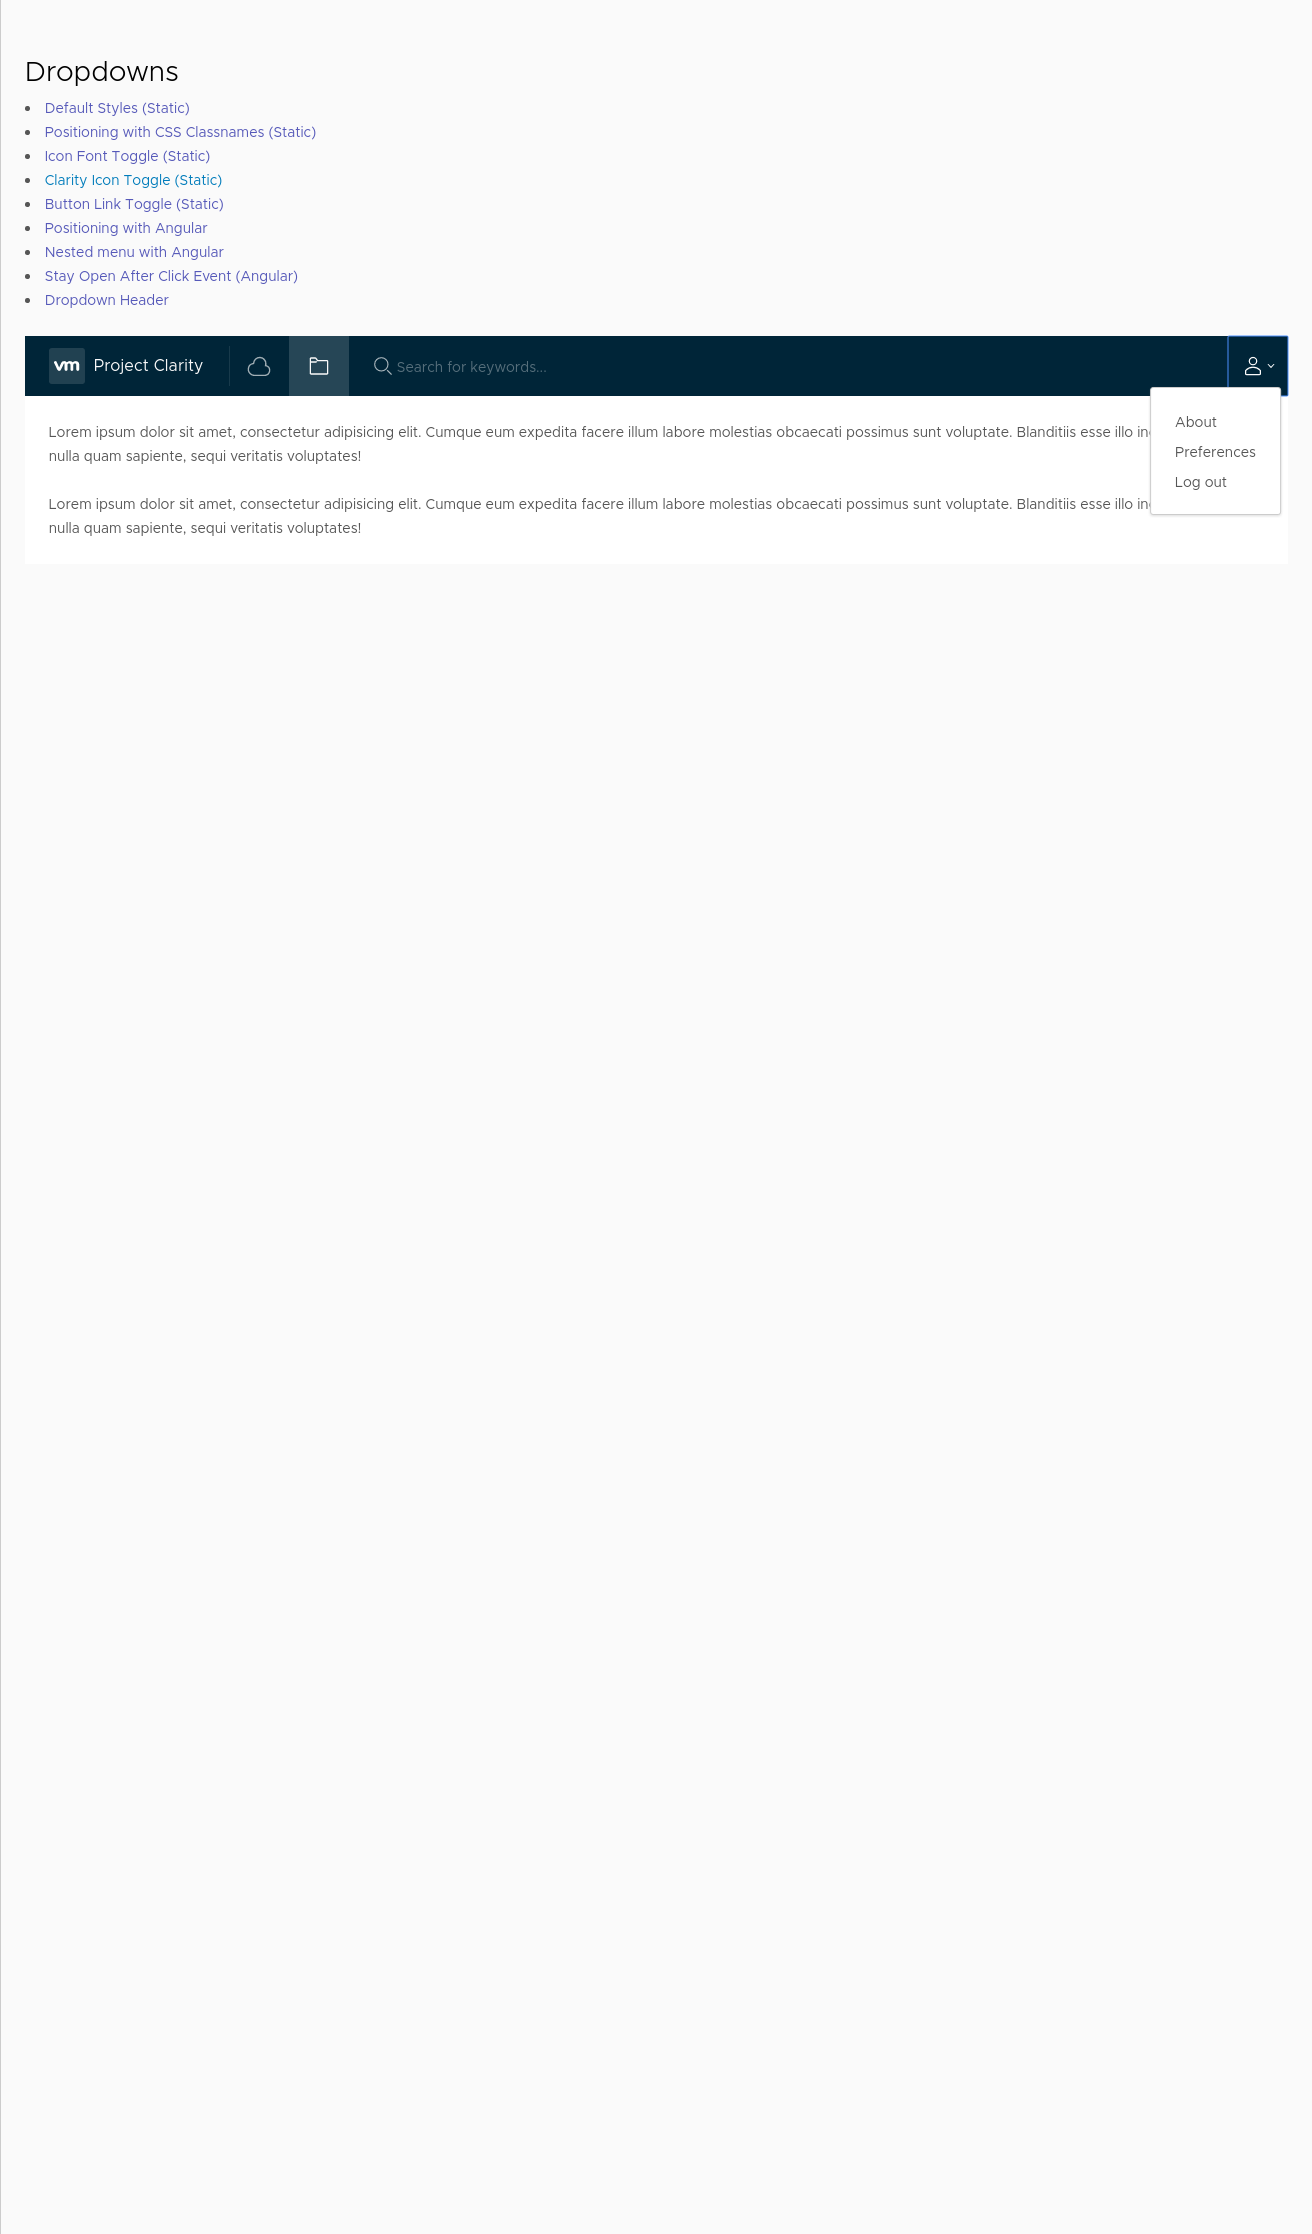 Dropdowns
Default Styles (Static)
Positioning with CSS Classnames (Static)
Icon Font Toggle (Static)
Clarity Icon Toggle (Static)
Button Link Toggle (Static)
Positioning with Angular
Nested menu with Angular
Stay Open After Click Event (Angular)
Dropdown Header
vm Project Clarity Search for keywords...
Lorem ipsum dolor sit amet, consectetur adipisicing elit. Cumque eum expedita facere illum labore molestias obcaecati possimus sunt voluptate. Blanditiis esse illo
nulla quam sapiente, sequi veritatis voluptates!
Lorem ipsum dolor sit amet, consectetur adipisicing elit. Cumque eum expedita facere illum labore molestias obcaecati possimus sunt voluptate. Blanditiis esse illo
nulla quam sapiente, sequi veritatis voluptates!
About
Preferences
Log out